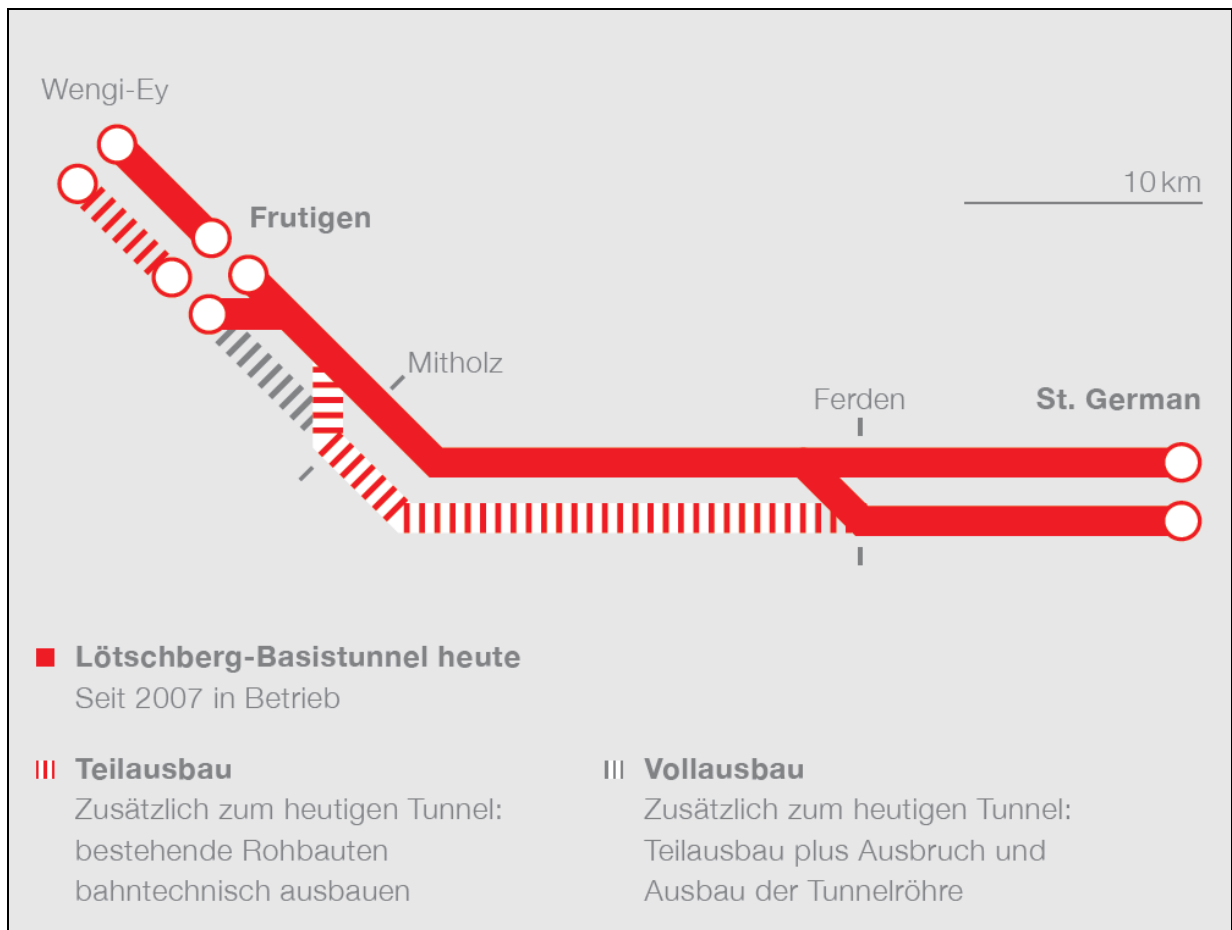 Wengi-Ey
10 km
Frutigen
Mitholz
Ferden
St. German
Lötschberg-Basistunnel heute
Seit 2007 in Betrieb
Teilausbau
Zusätzlich zum heutigen Tunnel:
bestehende Rohbauten
bahntechnisch ausbauen
Vollausbau
Zusätzlich zum heutigen Tunnel:
Teilausbau plus Ausbruch und
Ausbau der Tunnelröhre